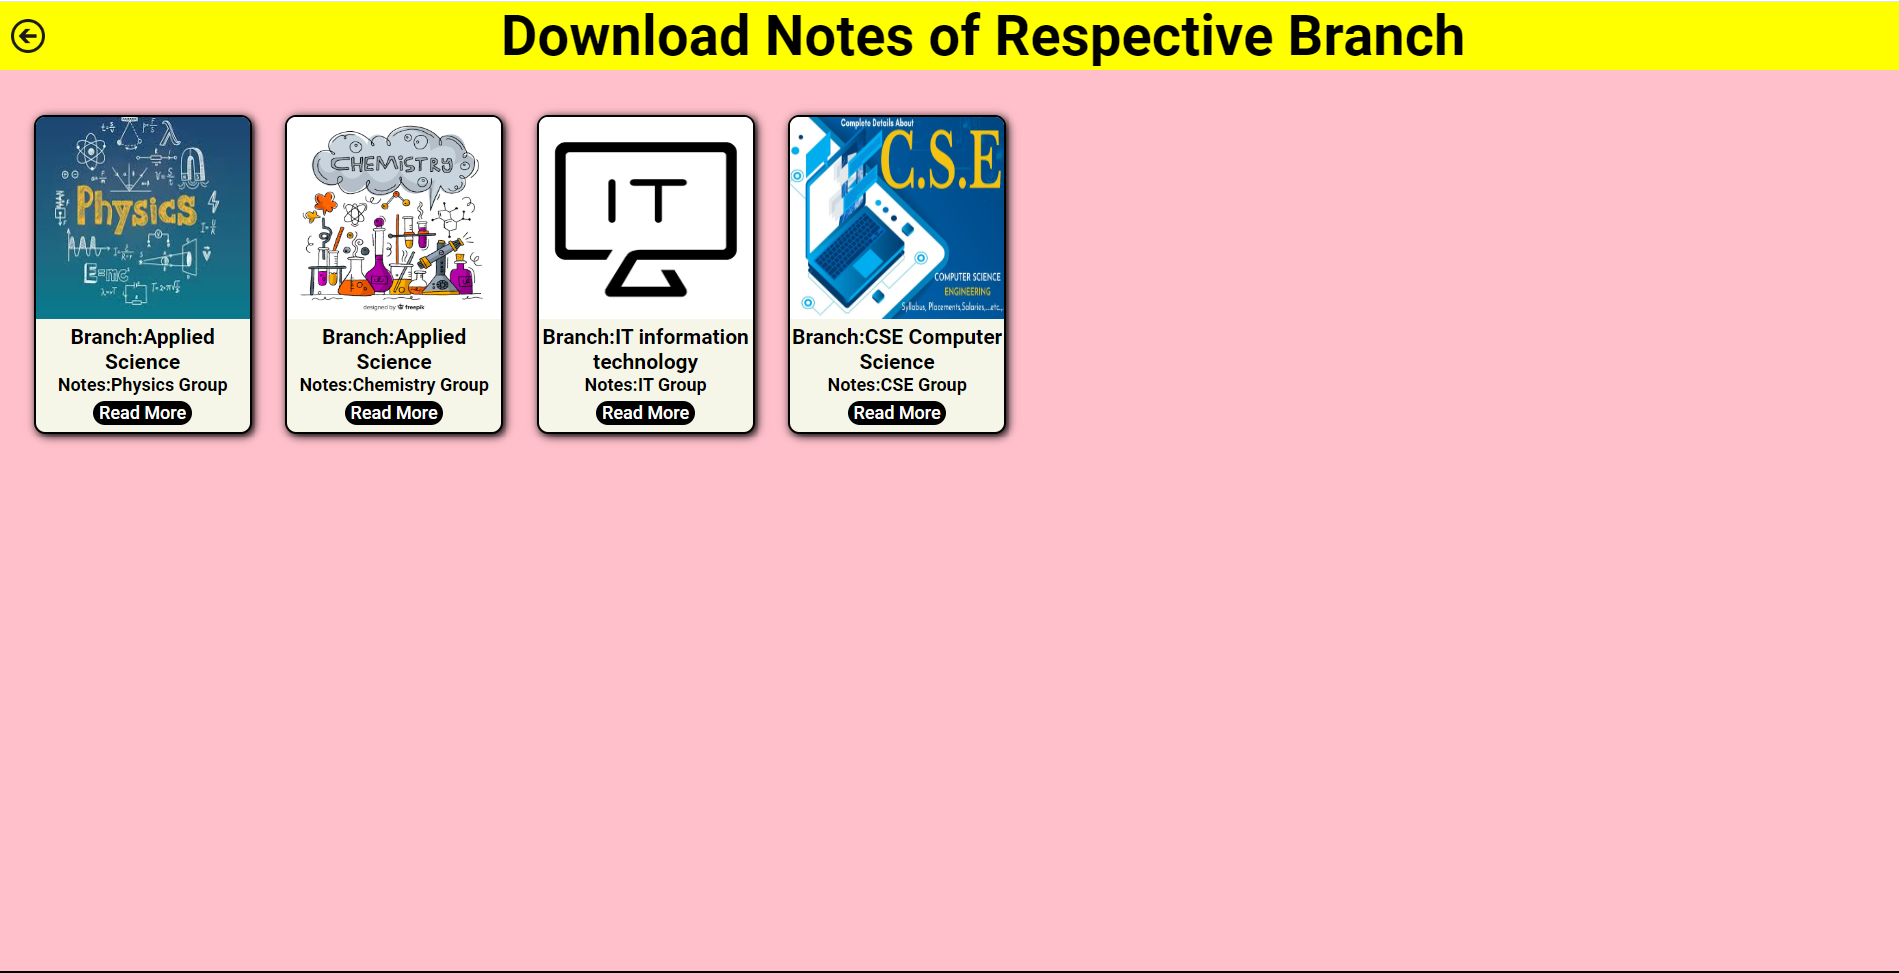 Download Notes of Respective Branch
Physics
E=mc²
Branch:Applied
Science
Notes:Physics Group
Read More
CHEMISTRY
designed by freepik
Branch:Applied
Science
Notes:Chemistry Group
Read More
IT
Branch:IT information
technology
Notes:IT Group
Read More
Complete Details About
C.S.E
COMPUTER SCIENCE
ENGINEERING
Syllabus, Placements,Salaries,...etc.,
Branch:CSE Computer
Science
Notes:CSE Group
Read More